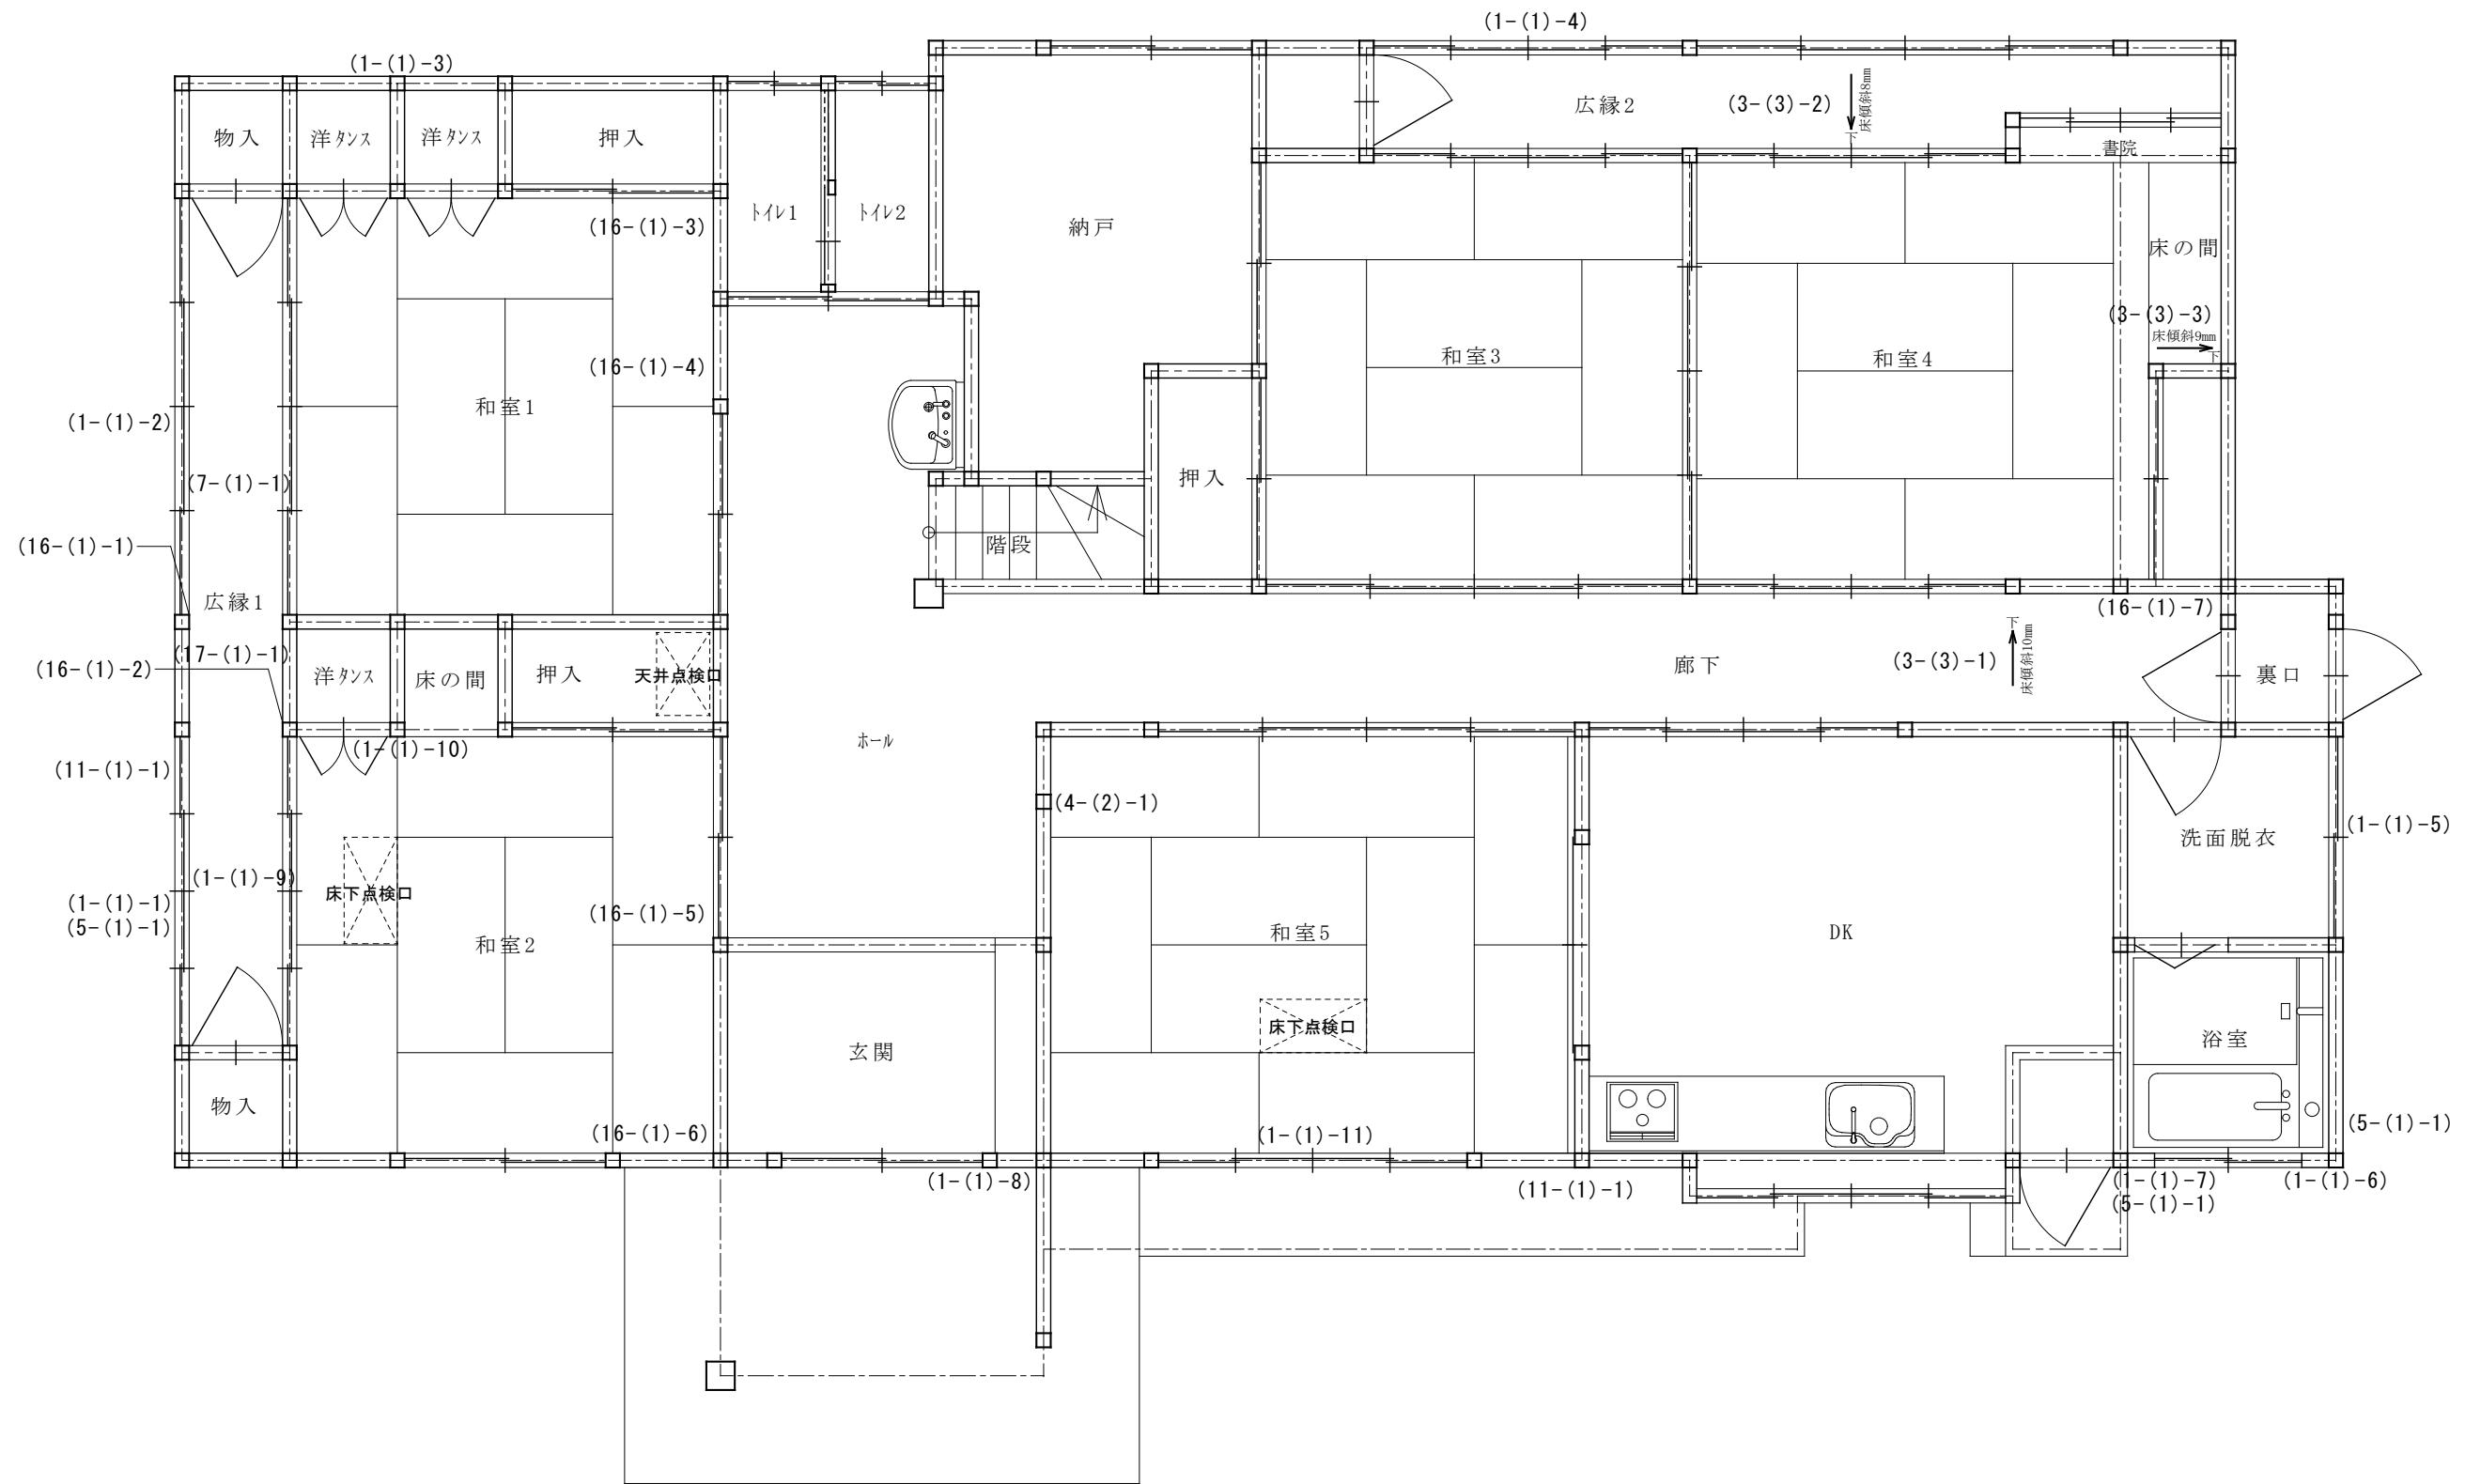 (1-(1)-4)
(1-(1)-3)
広縁2
(3-(3)-2)
床傾斜8mm
下
書院
物入
洋タンス
洋タンス
押入
トイレ1
トイレ2
納戸
(16-(1)-3)
床の間
(3-(3)-3)
床傾斜9mm
下
和室3
和室4
(16-(1)-4)
和室1
(1-(1)-2)
(7-(1)-1)
押入
(16-(1)-1)
階段
広縁1
(16-(1)-7)
下
床傾斜10mm
(17-(1)-1)
(16-(1)-2)
洋タンス
床の間
押入
天井点検口
廊下
(3-(3)-1)
裏口
(1-(1)-10)
ホール
(11-(1)-1)
(4-(2)-1)
(1-(1)-5)
洗面脱衣
(1-(1)-9)
床下点検口
(1-(1)-1)
(5-(1)-1)
(16-(1)-5)
和室2
和室5
DK
床下点検口
浴室
玄関
物入
(16-(1)-6)
(1-(1)-11)
(5-(1)-1)
(1-(1)-8)
(11-(1)-1)
(1-(1)-7)
(5-(1)-1)
(1-(1)-6)